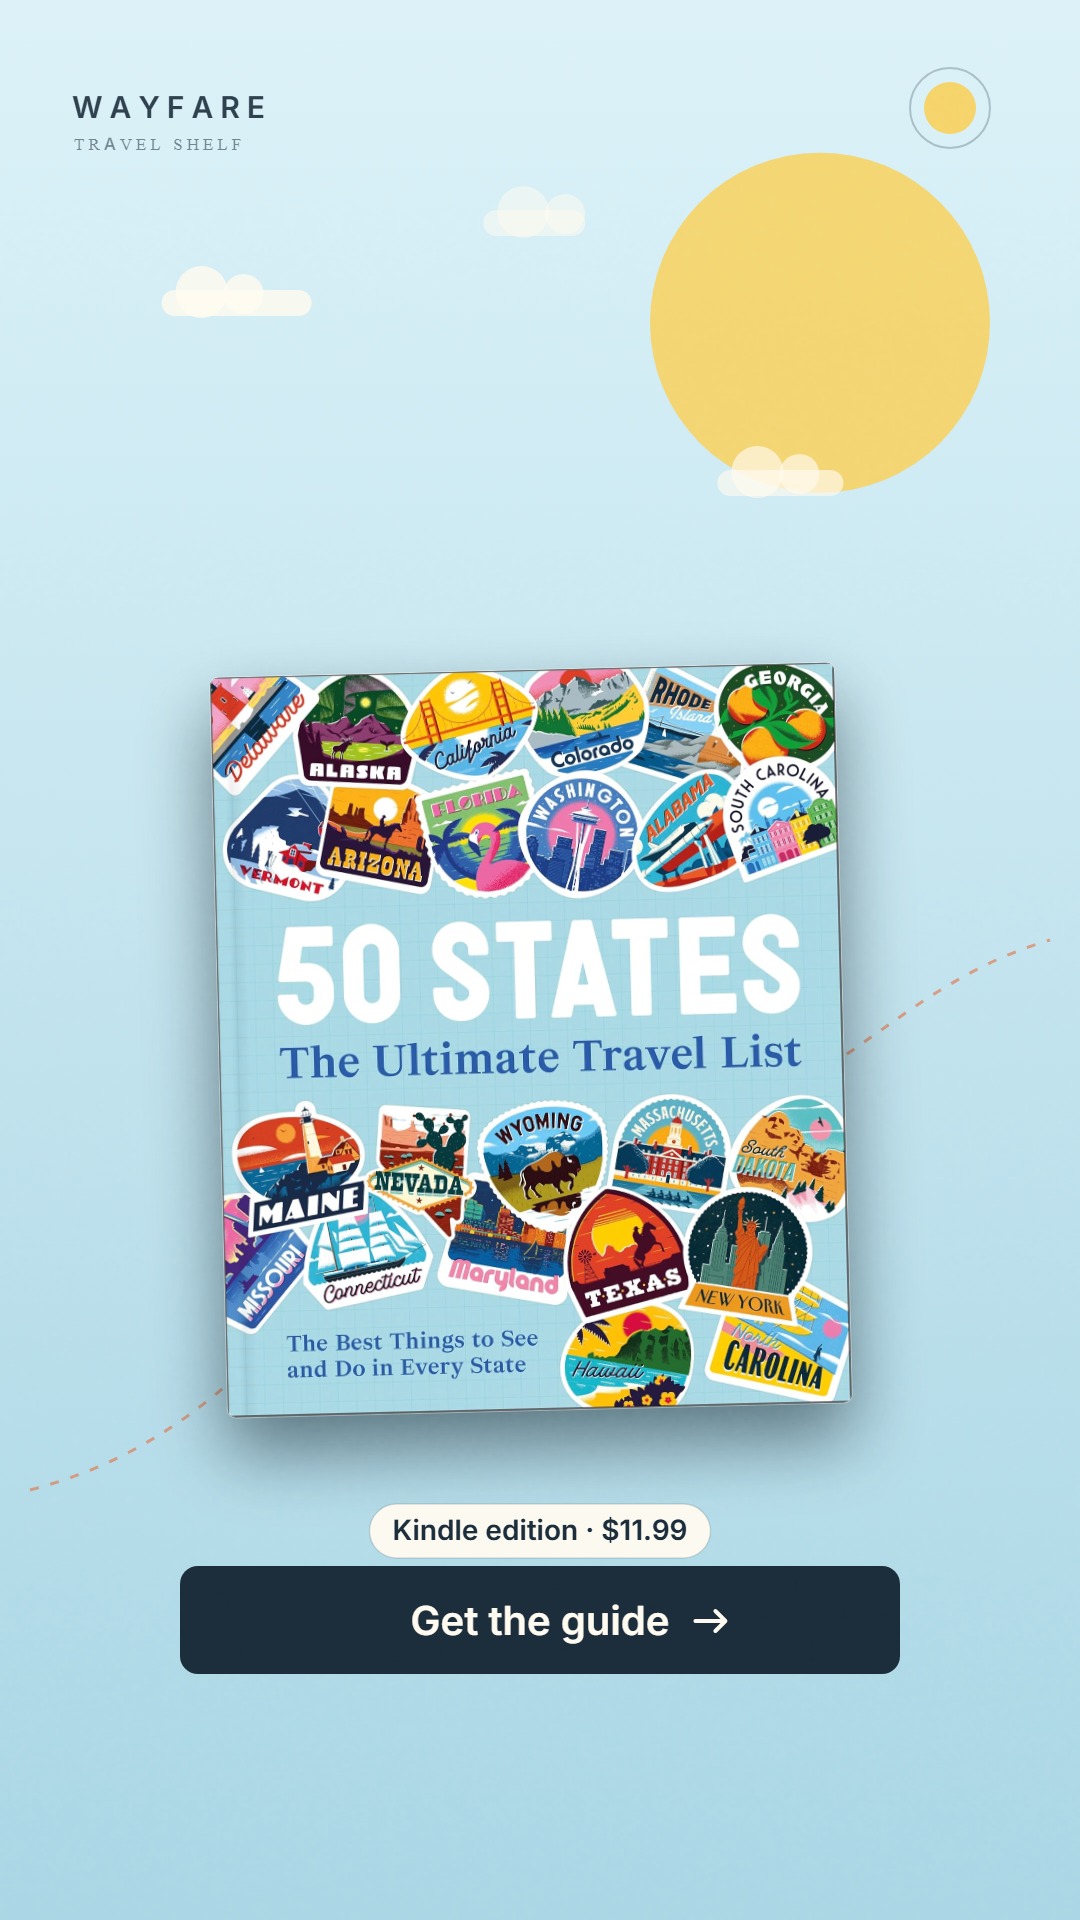 WAYFARE
TRAVEL SHELF
Delaware
ALASKA
California
Colorado
RHODE
Island
GEORGIA
VERMONT
ARIZONA
FLORIDA
WASHINGTON
ALABAMA
SOUTH CAROLINA
50 STATES
The Ultimate Travel List
MAINE
NEVADA
WYOMING
MASSACHUSETTS
South
DAKOTA
MISSOURI
Connecticut
Maryland
TEXAS
NEW YORK
North
CAROLINA
Hawaii
The Best Things to See
and Do in Every State
Kindle edition · $11.99
Get the guide →